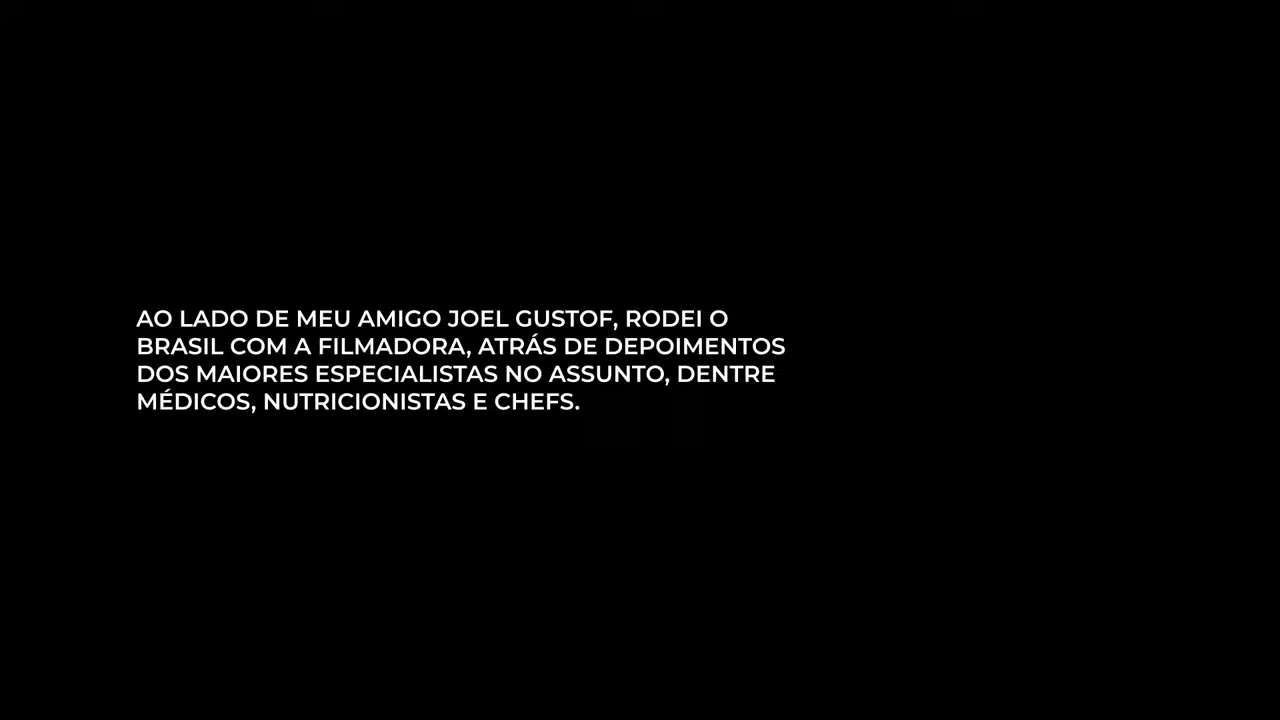 AO LADO DE MEU AMIGO JOEL GUSTOF, RODEI O
BRASIL COM A FILMADORA, ATRÁS DE DEPOIMENTOS
DOS MAIORES ESPECIALISTAS NO ASSUNTO, DENTRE
MÉDICOS, NUTRICIONISTAS E CHEFS.